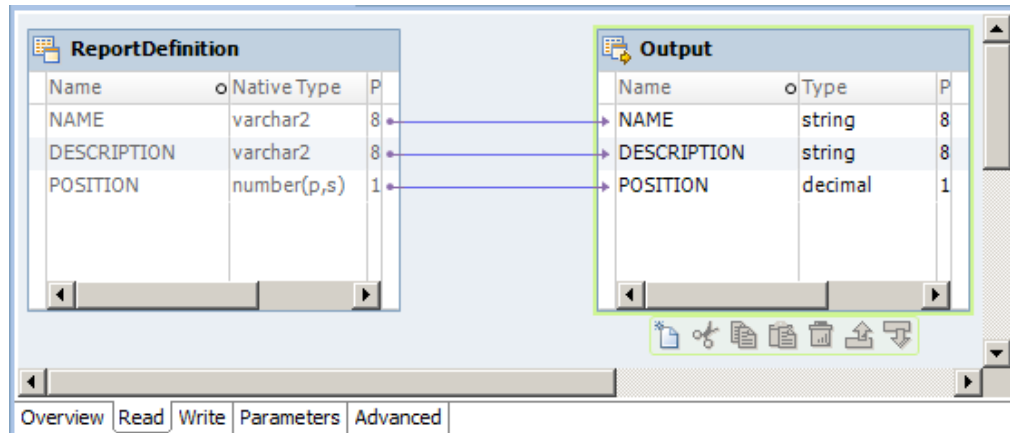 ReportDefinition
Name Native Type P
NAME varchar2 8
DESCRIPTION varchar2 8
POSITION number(p,s) 1
Output
Name Type P
NAME string 8
DESCRIPTION string 8
POSITION decimal 1
Overview Read Write Parameters Advanced